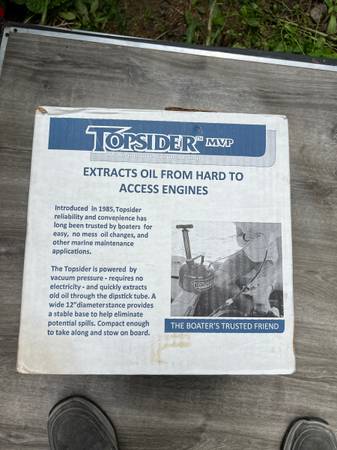 TOPSIDER™ MVP
EXTRACTS OIL FROM HARD TO
ACCESS ENGINES
Introduced in 1985, Topsider
reliability and convenience has
long been trusted by boaters for
easy, no mess oil changes, and
other marine maintenance
applications.
The Topsider is powered by
vacuum pressure - requires no
electricity - and quickly extracts
old oil through the dipstick tube. A
wide 12"diameterstance provides
a stable base to help eliminate
potential spills. Compact enough
to take along and stow on board.
TOPSIDER
THE BOATER'S TRUSTED FRIEND